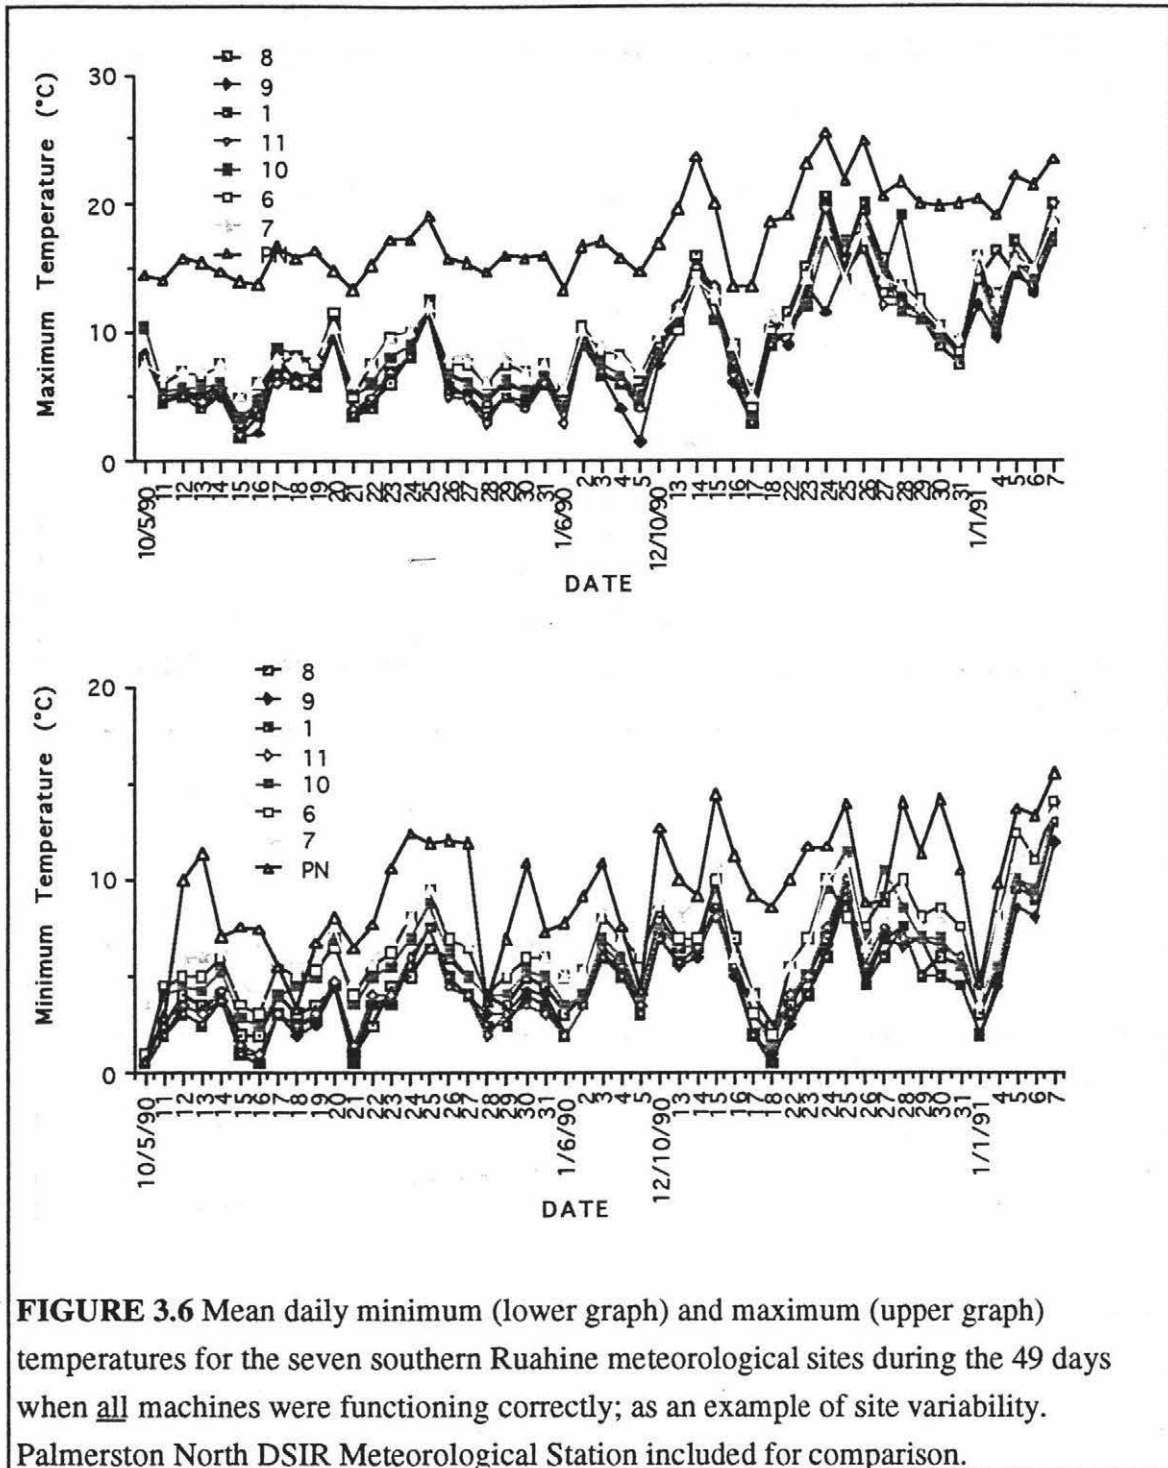 8
9
1
11
10
6
7
PN
Maximum Temperature (°C)
30
20
10
0
10/5/90 11 12 13 14 15 16 17 18 19 20 21 22 23 24 25 26 27 28 29 30 31 1/6/90 2 3 4 5 12/10/90 13 14 15 16 17 18 22 23 24 25 26 27 28 29 30 31 1/1/91 4 5 6 7
DATE
8
9
1
11
10
6
7
PN
Minimum Temperature (°C)
20
10
0
10/5/90 11 12 13 14 15 16 17 18 19 20 21 22 23 24 25 26 27 28 29 30 31 1/6/90 2 3 4 5 12/10/90 13 14 15 16 17 18 22 23 24 25 26 27 28 29 30 31 1/1/91 4 5 6 7
DATE
FIGURE 3.6 Mean daily minimum (lower graph) and maximum (upper graph)
temperatures for the seven southern Ruahine meteorological sites during the 49 days
when all machines were functioning correctly; as an example of site variability.
Palmerston North DSIR Meteorological Station included for comparison.